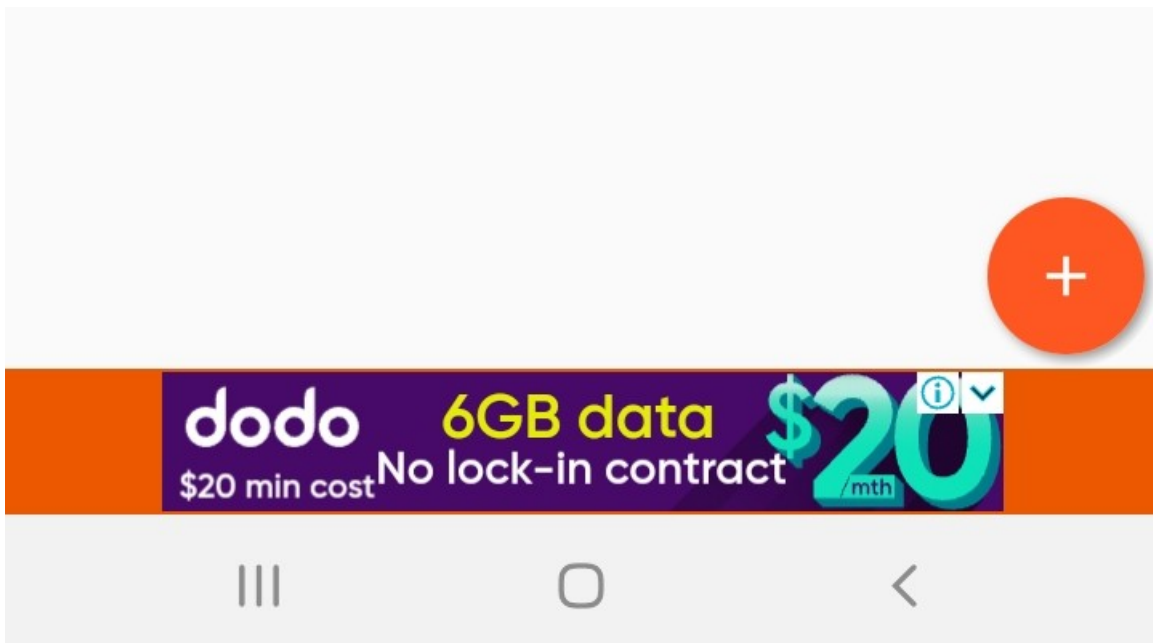 dodo
$20 min cost
6GB data
No lock-in contract
$20
/mth